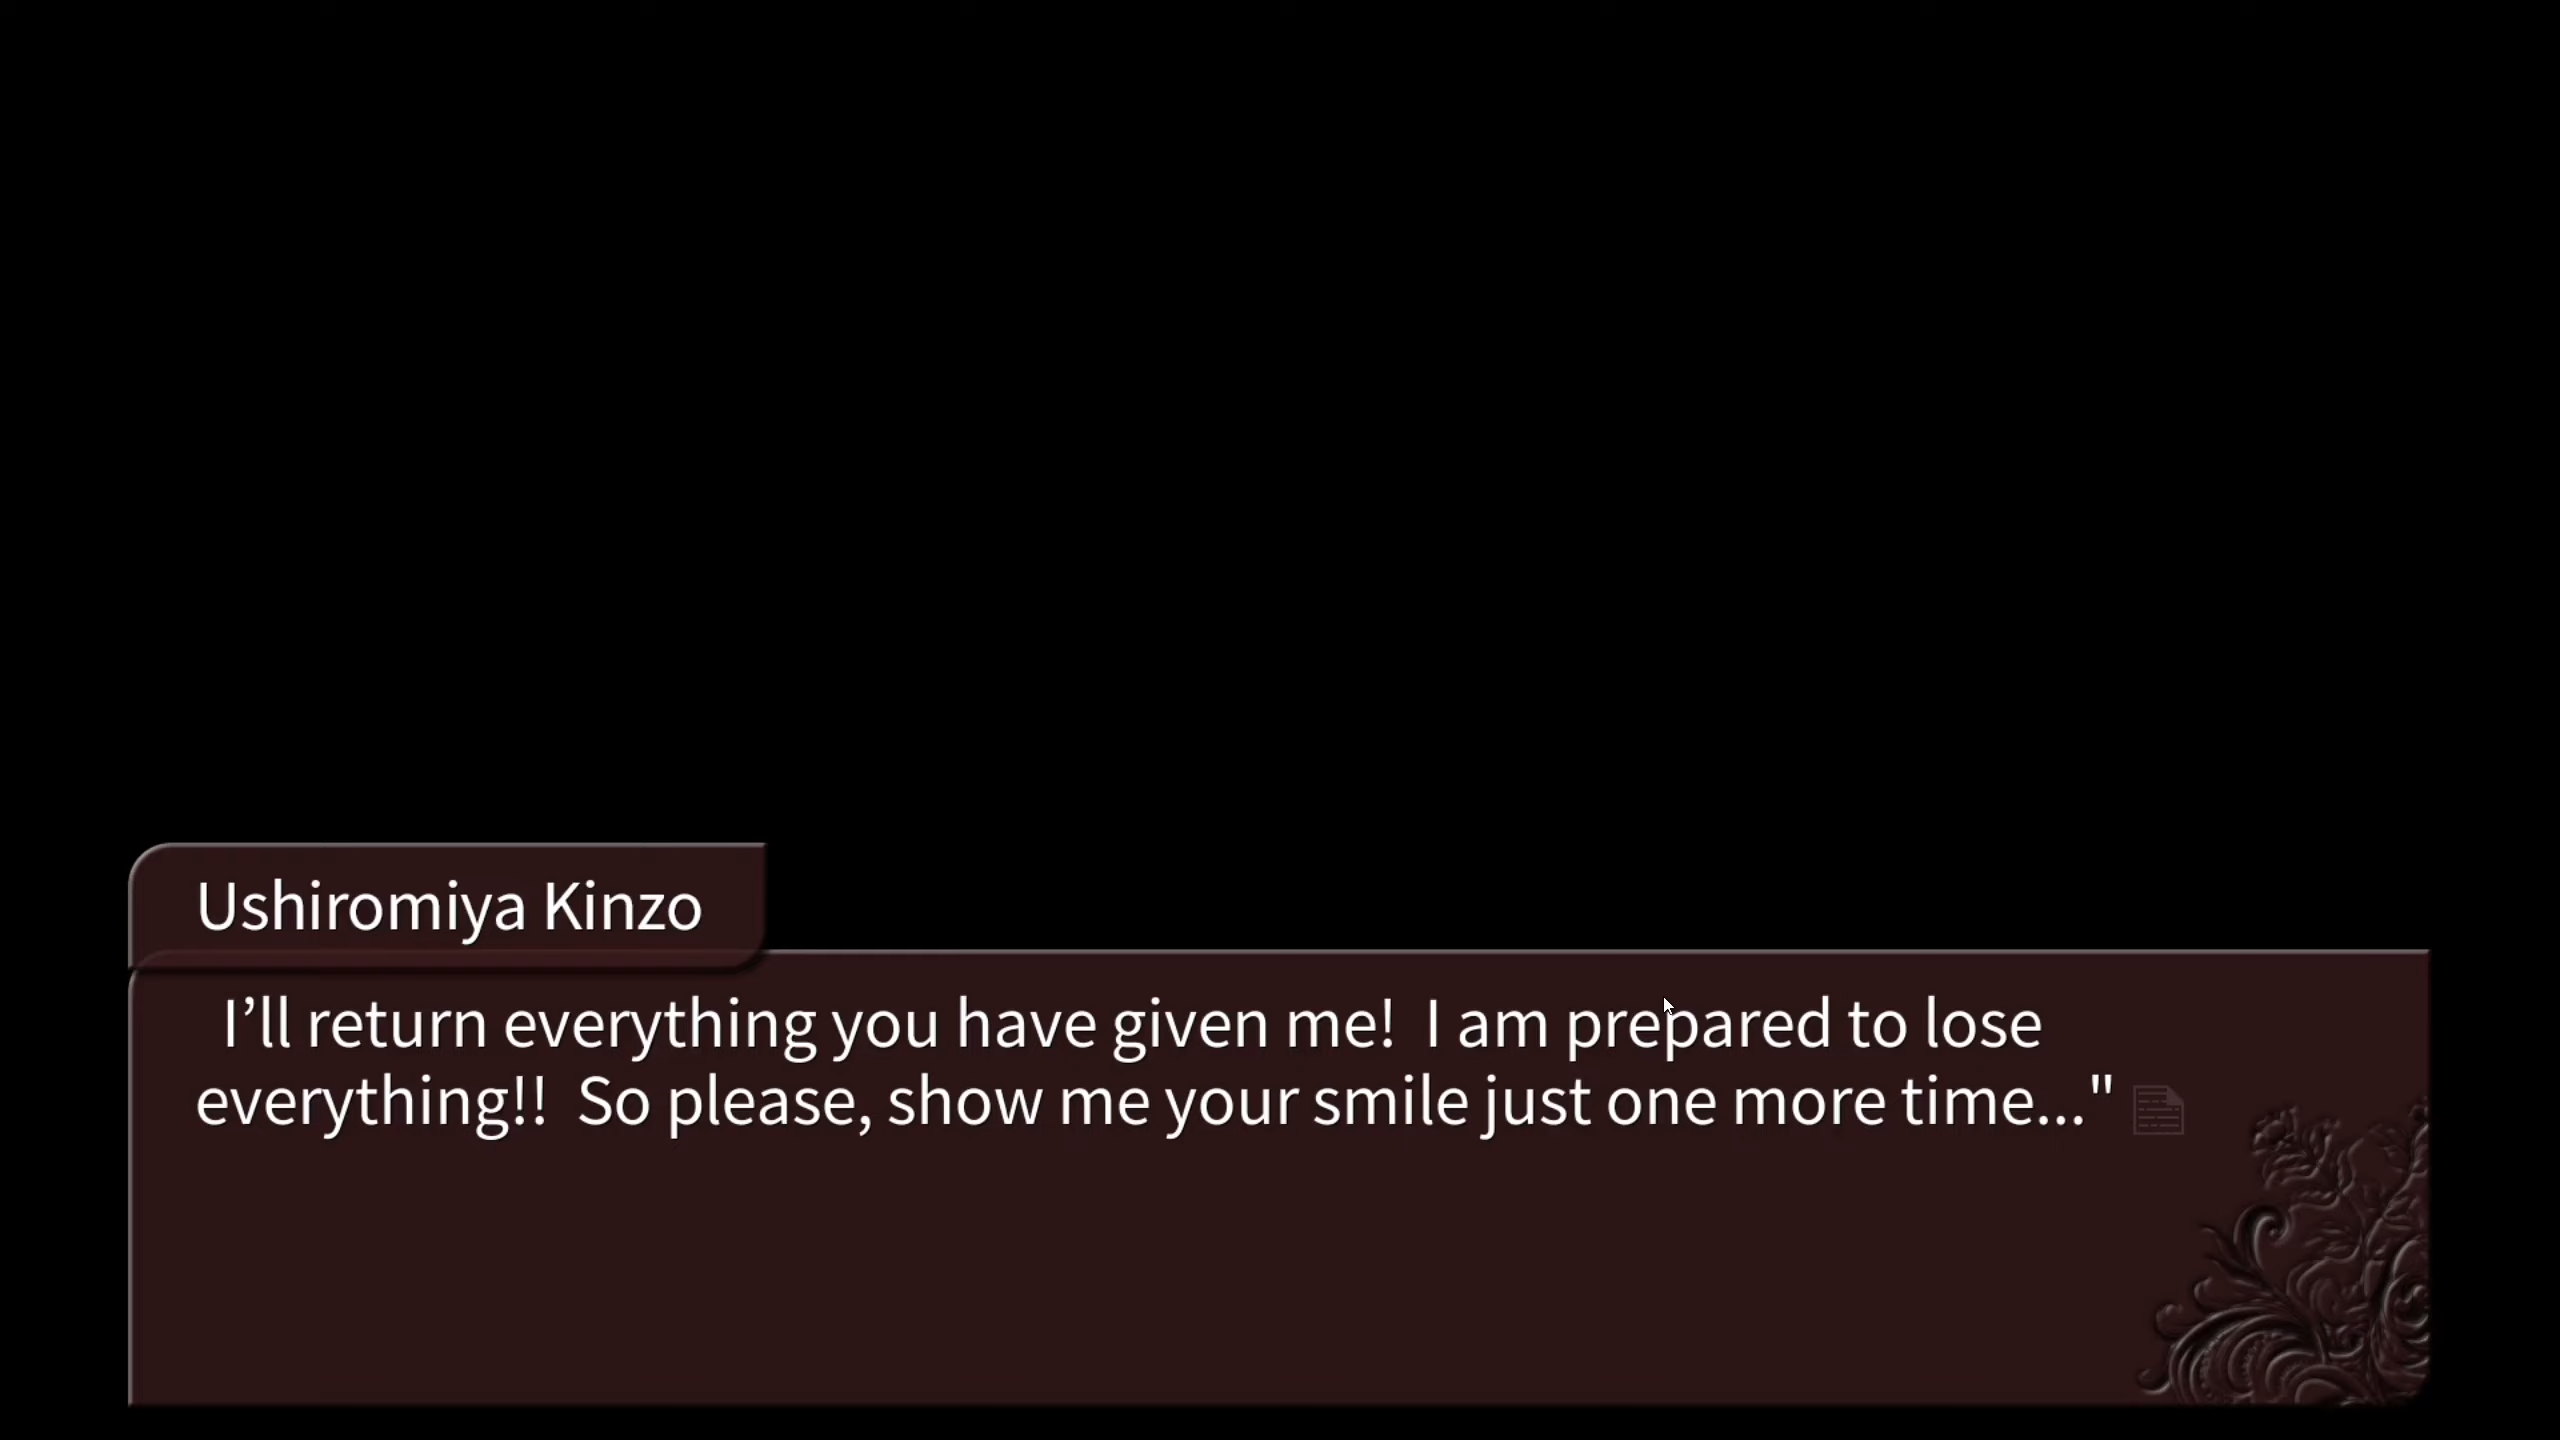 Ushiromiya Kinzo
I’ll return everything you have given me!  I am prepared to lose
everything!!  So please, show me your smile just one more time..."